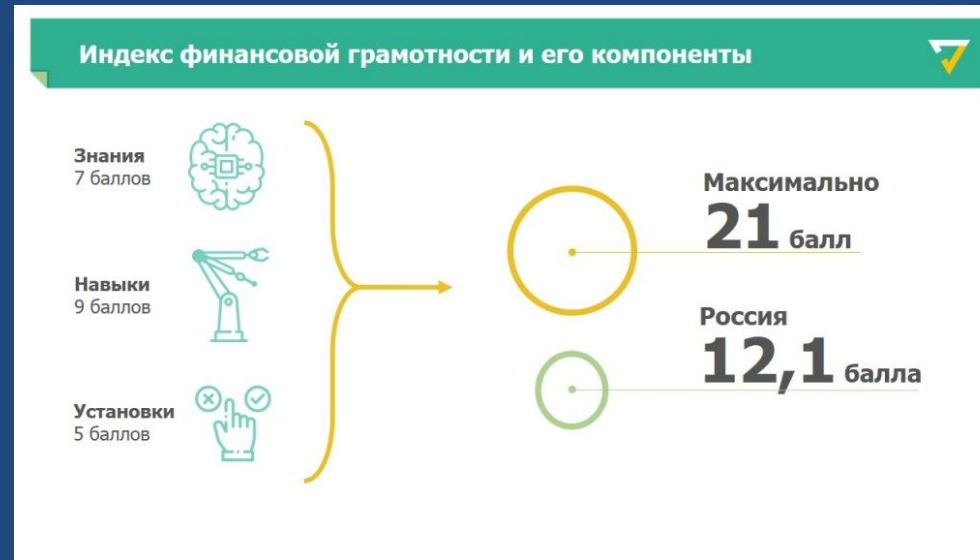 Индекс финансовой грамотности и его компоненты
Знания
7 баллов
Навыки
9 баллов
Установки
5 баллов
Максимально
21 балл
Россия
12,1 балла